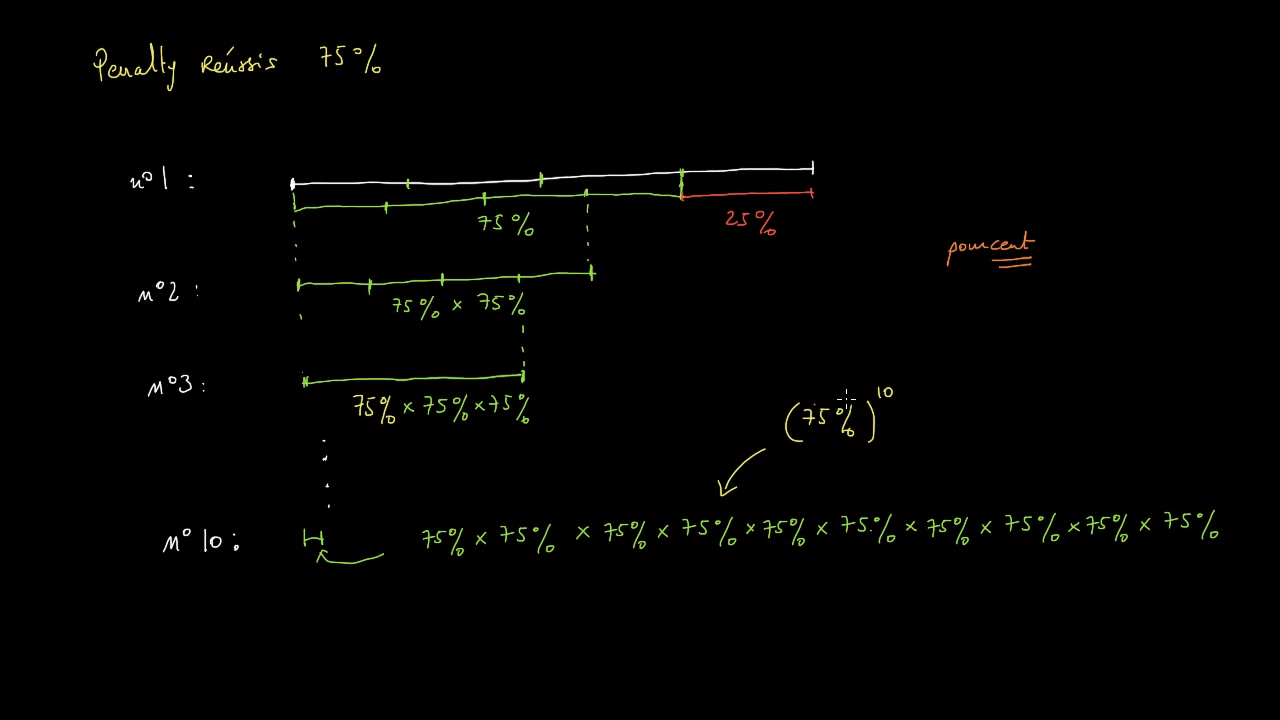 Penalty réussis 75%
n°1 :
75% 25%
pourcent
n°2 :
75% × 75%
n°3 :
75% × 75% × 75%
(75%)^10
n° 10 :
75% × 75% × 75% × 75% × 75% × 75% × 75% × 75% × 75% × 75%